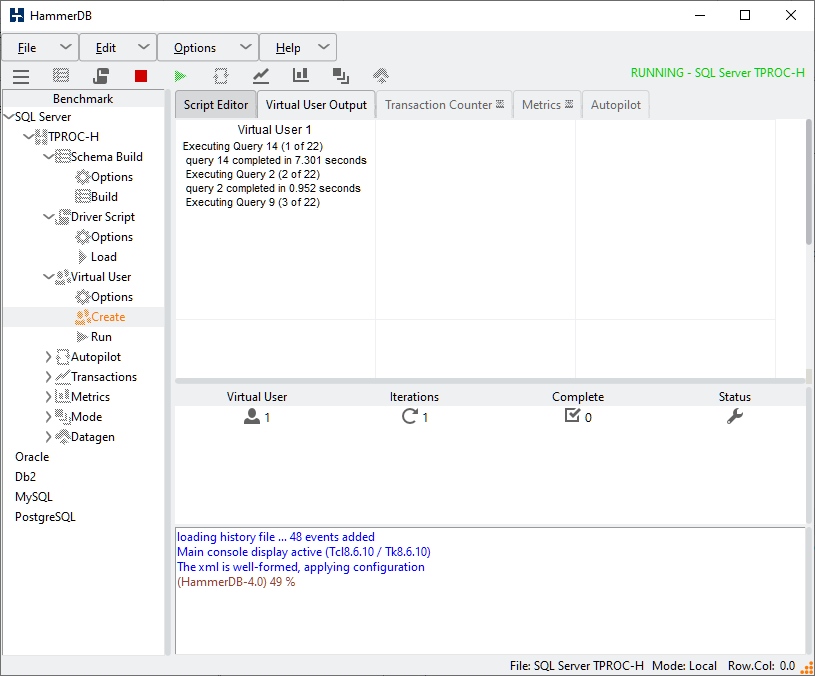 HammerDB
File Edit Options Help
RUNNING - SQL Server TPROC-H
Benchmark
SQL Server
TPROC-H
Schema Build
Options
Build
Driver Script
Options
Load
Virtual User
Options
Create
Run
Autopilot
Transactions
Metrics
Mode
Datagen
Oracle
Db2
MySQL
PostgreSQL
Script Editor Virtual User Output Transaction Counter Metrics Autopilot
Virtual User 1
Executing Query 14 (1 of 22)
query 14 completed in 7.301 seconds
Executing Query 2 (2 of 22)
query 2 completed in 0.952 seconds
Executing Query 9 (3 of 22)
Virtual User Iterations Complete Status
1 1 0
loading history file ... 48 events added
Main console display active (Tcl8.6.10 / Tk8.6.10)
The xml is well-formed, applying configuration
(HammerDB-4.0) 49 %
File: SQL Server TPROC-H Mode: Local Row.Col: 0.0